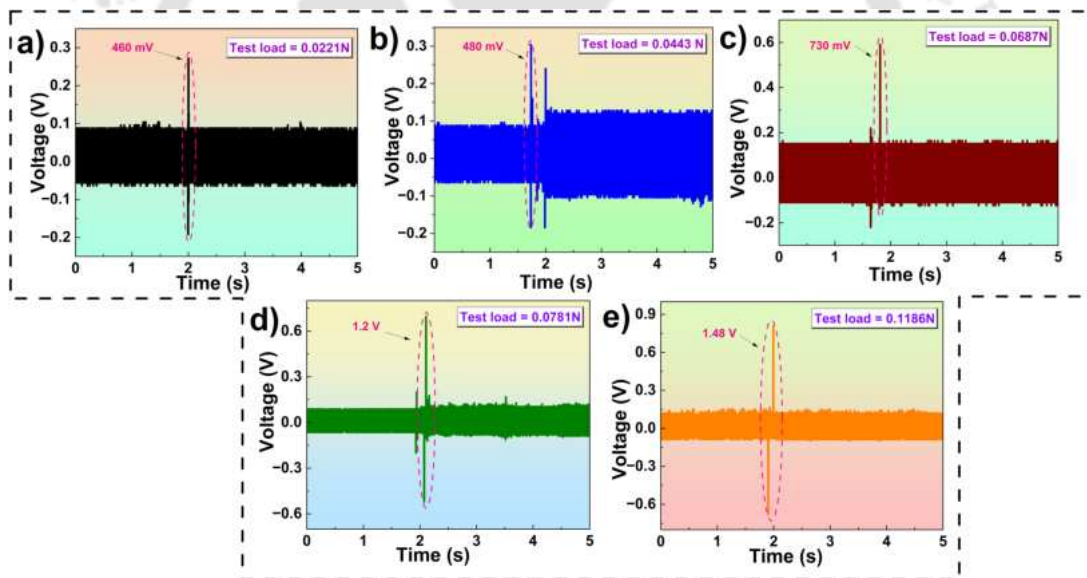 a)
460 mV
Test load = 0.0221N
Voltage (V)
0.3
0.2
0.1
0.0
−0.1
−0.2
0
1
2
3
4
5
Time (s)
b)
480 mV
Test load = 0.0443 N
Voltage (V)
0.3
0.2
0.1
0.0
−0.1
−0.2
0
1
2
3
4
5
Time (s)
c)
730 mV
Test load = 0.0687N
Voltage (V)
0.6
0.4
0.2
0.0
−0.2
0
1
2
3
4
5
Time (s)
d)
1.2 V
Test load = 0.0781N
Voltage (V)
0.6
0.3
0.0
−0.3
−0.6
0
1
2
3
4
5
Time (s)
e)
1.48 V
Test load = 0.1186N
Voltage (V)
0.9
0.6
0.3
0.0
−0.3
−0.6
0
1
2
3
4
5
Time (s)